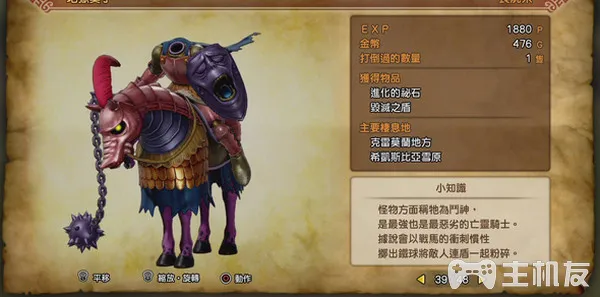 EXP 1880 P
金幣 476 G
打倒過的數量 1 隻
獲得物品
進化的祕石
毀滅之盾
主要棲息地
克雷莫蘭地方
希凱斯比亞雪原
小知識
怪物方面稱牠為鬥神，
是最強也是最惡劣的亡靈騎士。
據說會以戰馬的衝刺慣性
擲出鐵球將敵人連盾一起粉碎。
平移 縮放・旋轉 動作
主机友